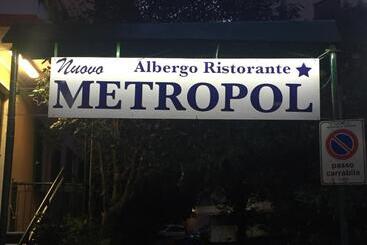 Nuovo Albergo Ristorante ★
METROPOL
passo
carrabile